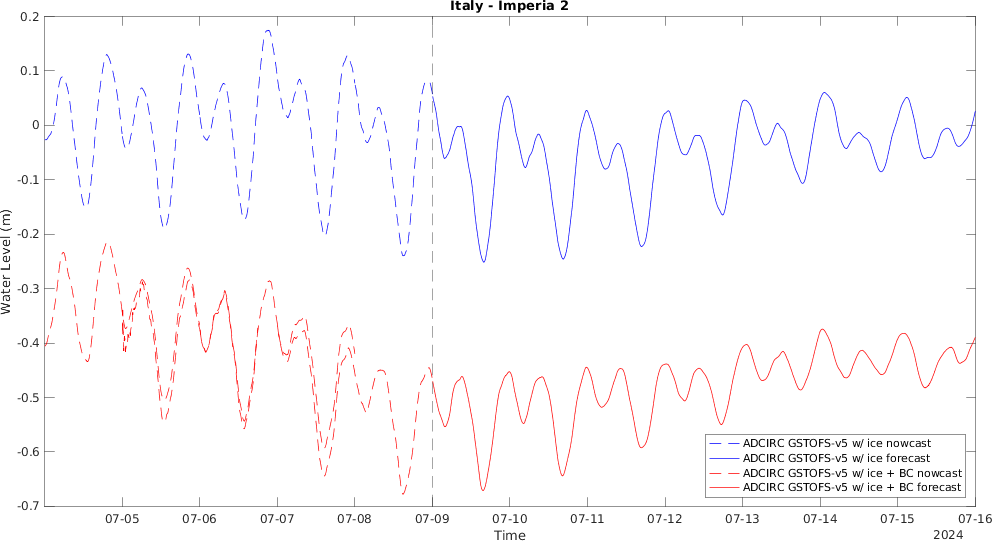 Italy - Imperia 2
Water Level (m)
0.2
0.1
0
-0.1
-0.2
-0.3
-0.4
-0.5
-0.6
-0.7
ADCIRC GSTOFS-v5 w/ ice nowcast
ADCIRC GSTOFS-v5 w/ ice forecast
ADCIRC GSTOFS-v5 w/ ice + BC nowcast
ADCIRC GSTOFS-v5 w/ ice + BC forecast
07-05 07-06 07-07 07-08 07-09 07-10 07-11 07-12 07-13 07-14 07-15 07-16
Time
2024